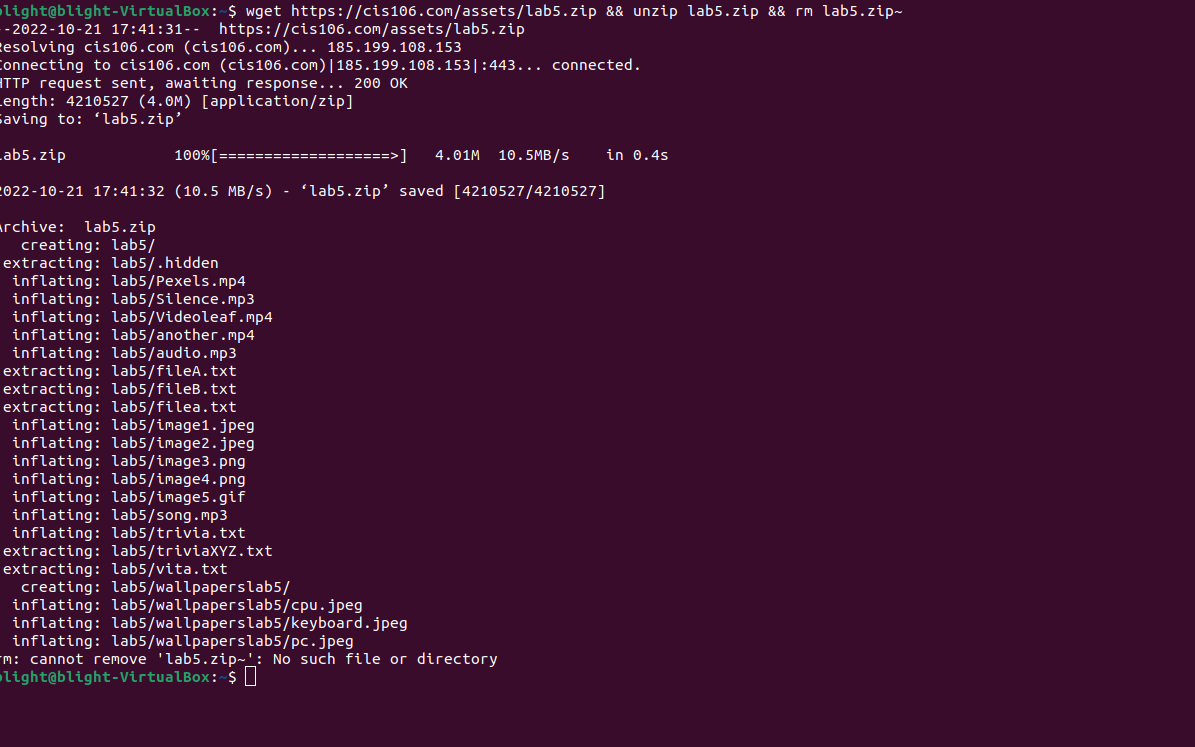 blight@blight-VirtualBox:~$ wget https://cis106.com/assets/lab5.zip && unzip lab5.zip && rm lab5.zip~
--2022-10-21 17:41:31--  https://cis106.com/assets/lab5.zip
Resolving cis106.com (cis106.com)... 185.199.108.153
Connecting to cis106.com (cis106.com)|185.199.108.153|:443... connected.
HTTP request sent, awaiting response... 200 OK
Length: 4210527 (4.0M) [application/zip]
Saving to: ‘lab5.zip’
lab5.zip            100%[===================>]   4.01M  10.5MB/s    in 0.4s
2022-10-21 17:41:32 (10.5 MB/s) - ‘lab5.zip’ saved [4210527/4210527]
Archive:  lab5.zip
   creating: lab5/
 extracting: lab5/.hidden
  inflating: lab5/Pexels.mp4
  inflating: lab5/Silence.mp3
  inflating: lab5/Videoleaf.mp4
  inflating: lab5/another.mp4
  inflating: lab5/audio.mp3
 extracting: lab5/fileA.txt
 extracting: lab5/fileB.txt
 extracting: lab5/filea.txt
  inflating: lab5/image1.jpeg
  inflating: lab5/image2.jpeg
  inflating: lab5/image3.png
  inflating: lab5/image4.png
  inflating: lab5/image5.gif
  inflating: lab5/song.mp3
  inflating: lab5/trivia.txt
 extracting: lab5/triviaXYZ.txt
 extracting: lab5/vita.txt
   creating: lab5/wallpaperslab5/
  inflating: lab5/wallpaperslab5/cpu.jpeg
  inflating: lab5/wallpaperslab5/keyboard.jpeg
  inflating: lab5/wallpaperslab5/pc.jpeg
rm: cannot remove 'lab5.zip~': No such file or directory
blight@blight-VirtualBox:~$